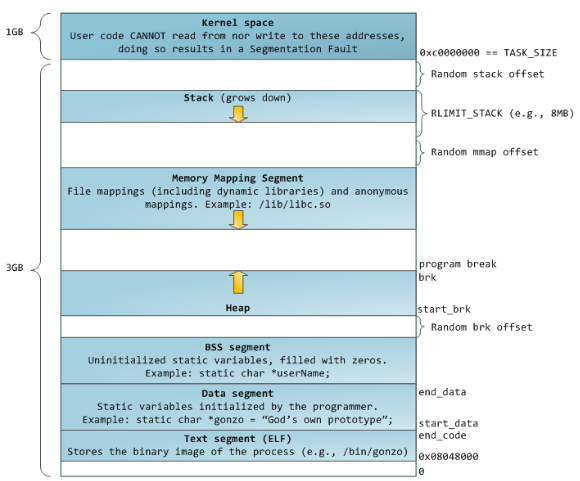 Kernel space
1GB
User code CANNOT read from nor write to these addresses,
doing so results in a Segmentation Fault
0xc0000000 == TASK_SIZE
Random stack offset
Stack (grows down)
RLIMIT_STACK (e.g., 8MB)
Random mmap offset
Memory Mapping Segment
File mappings (including dynamic libraries) and anonymous
mappings. Example: /lib/libc.so
3GB
program break
brk
Heap
start_brk
Random brk offset
BSS segment
Uninitialized static variables, filled with zeros.
Example: static char *userName;
Data segment
end_data
Static variables initialized by the programmer.
Example: static char *gonzo = “God’s own prototype”;
start_data
end_code
Text segment (ELF)
Stores the binary image of the process (e.g., /bin/gonzo)
0x08048000
0